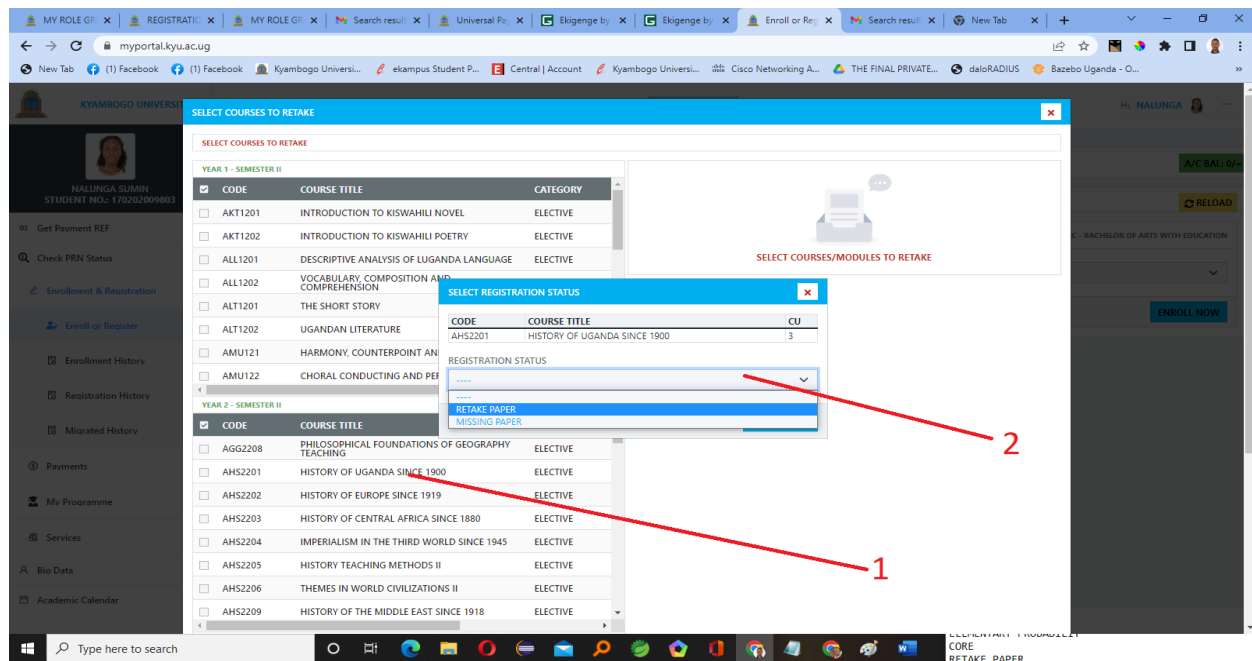 MY ROLE GR
REGISTRATIO
MY ROLE GR
Search result
Universal Pay
Ekigenge by
Ekigenge by
Enroll or Reg
Search result
New Tab
myportal.kyu.ac.ug
New Tab
(1) Facebook
(1) Facebook
Kyambogo Universi...
ekampus Student P...
Central | Account
Kyambogo Universi...
Cisco Networking A...
THE FINAL PRIVATE...
daloRADIUS
Bazebo Uganda - O...
»
KYAMBOGO UNIVERSIT
Hi, NALUNGA
NALUNGA SUMIN
STUDENT NO.: 170202009803
Get Payment REF
Check PRN Status
Enrollment & Registration
Enroll or Register
Enrollment History
Registration History
Migrated History
Payments
My Programme
Services
Bio Data
Academic Calendar
SELECT COURSES TO RETAKE
SELECT COURSES TO RETAKE
YEAR 1 - SEMESTER II
CODE COURSE TITLE CATEGORY
AKT1201 INTRODUCTION TO KISWAHILI NOVEL ELECTIVE
AKT1202 INTRODUCTION TO KISWAHILI POETRY ELECTIVE
ALL1201 DESCRIPTIVE ANALYSIS OF LUGANDA LANGUAGE ELECTIVE
ALL1202 VOCABULARY, COMPOSITION AND
COMPREHENSION
ALT1201 THE SHORT STORY
ALT1202 UGANDAN LITERATURE
AMU121 HARMONY, COUNTERPOINT AN
AMU122 CHORAL CONDUCTING AND PER
YEAR 2 - SEMESTER II
CODE COURSE TITLE
AGG2208 PHILOSOPHICAL FOUNDATIONS OF GEOGRAPHY
TEACHING ELECTIVE
AHS2201 HISTORY OF UGANDA SINCE 1900 ELECTIVE
AHS2202 HISTORY OF EUROPE SINCE 1919 ELECTIVE
AHS2203 HISTORY OF CENTRAL AFRICA SINCE 1880 ELECTIVE
AHS2204 IMPERIALISM IN THE THIRD WORLD SINCE 1945 ELECTIVE
AHS2205 HISTORY TEACHING METHODS II ELECTIVE
AHS2206 THEMES IN WORLD CIVILIZATIONS II ELECTIVE
AHS2209 HISTORY OF THE MIDDLE EAST SINCE 1918 ELECTIVE
SELECT COURSES/MODULES TO RETAKE
SELECT REGISTRATION STATUS
CODE COURSE TITLE CU
AHS2201 HISTORY OF UGANDA SINCE 1900 3
REGISTRATION STATUS
----
----
RETAKE PAPER
MISSING PAPER
2
1
A/C BAL: 0/=
RELOAD
- BACHELOR OF ARTS WITH EDUCATION
ENROLL NOW
Type here to search
CORE
RETAKE PAPER